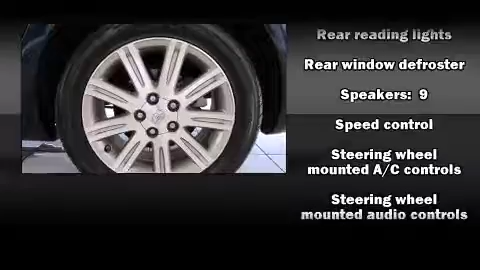 Rear reading lights
Rear window defroster
Speakers: 9
Speed control
Steering wheel
mounted A/C controls
Steering wheel
mounted audio controls